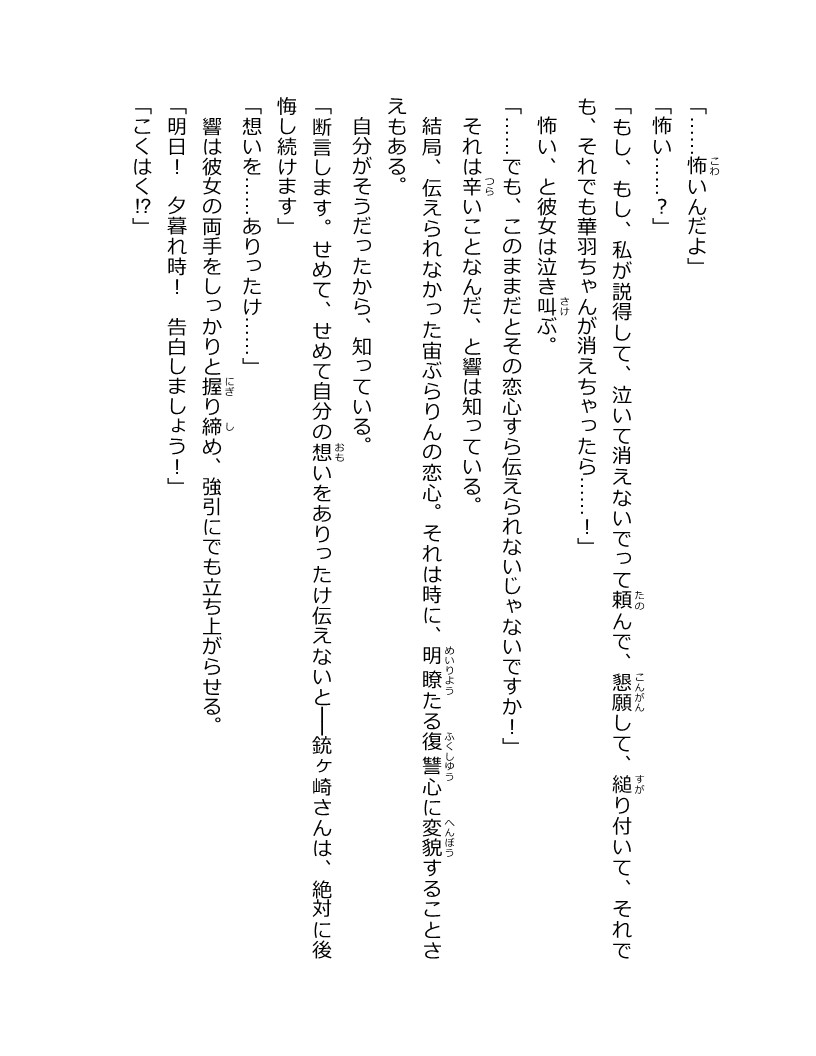 「……怖いんだよ」
「怖い……？」
「もし、もし、私が説得して、泣いて消えないでって頼んで、懇願して、縋り付いて、それで
も、それでも華羽ちゃんが消えちゃったら……！」
　怖い、と彼女は泣き叫ぶ。
「……でも、このままだとその恋心すら伝えられないじゃないですか！」
　それは辛いことなんだ、と響は知っている。
　結局、伝えられなかった宙ぶらりんの恋心。それは時に、明瞭たる復讐心に変貌することさ
えもある。
　自分がそうだったから、知っている。
「断言します。せめて、せめて自分の想いをありったけ伝えないと──銃ヶ崎さんは、絶対に後
悔し続けます」
「想いを……ありったけ……」
　響は彼女の両手をしっかりと握り締め、強引にでも立ち上がらせる。
「明日！　夕暮れ時！　告白しましょう！」
「こくはく⁉」